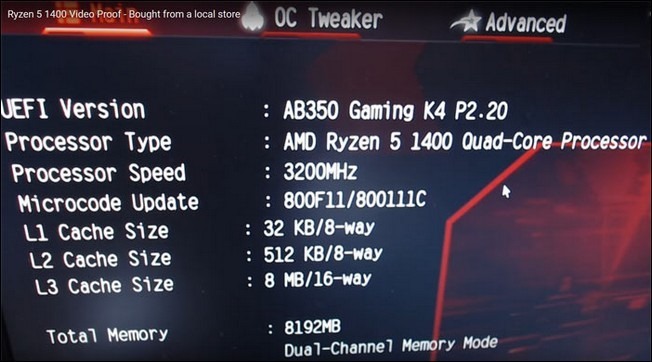 Ryzen 5 1400 Video Proof - Bought from a local store
Main OC Tweaker Advanced
UEFI Version : AB350 Gaming K4 P2.20
Processor Type : AMD Ryzen 5 1400 Quad-Core Processor
Processor Speed : 3200MHz
Microcode Update : 800F11/800111C
L1 Cache Size : 32 KB/8-way
L2 Cache Size : 512 KB/8-way
L3 Cache Size : 8 MB/16-way
Total Memory : 8192MB
Dual-Channel Memory Mode